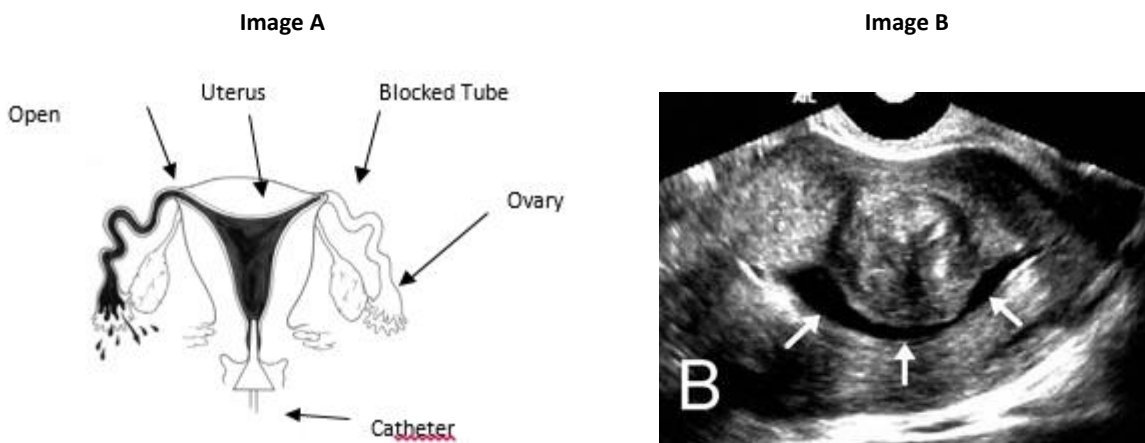 Image A
Image B
Open
Uterus
Blocked Tube
Ovary
Catheter
B